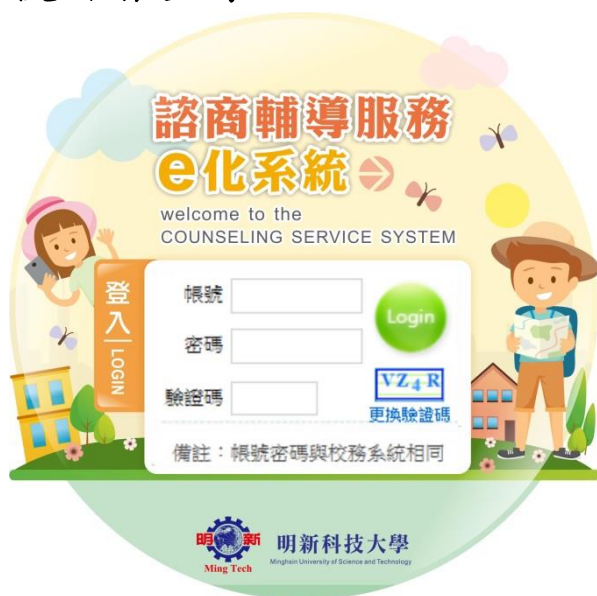 諮商輔導服務
e化系統
welcome to the
COUNSELING SERVICE SYSTEM
登入 | LOGIN
帳號
Login
密碼
驗證碼
VZ4R
更換驗證碼
備註：帳號密碼與校務系統相同
明新
Ming Tech
明新科技大學
Minghsin University of Science and Technology